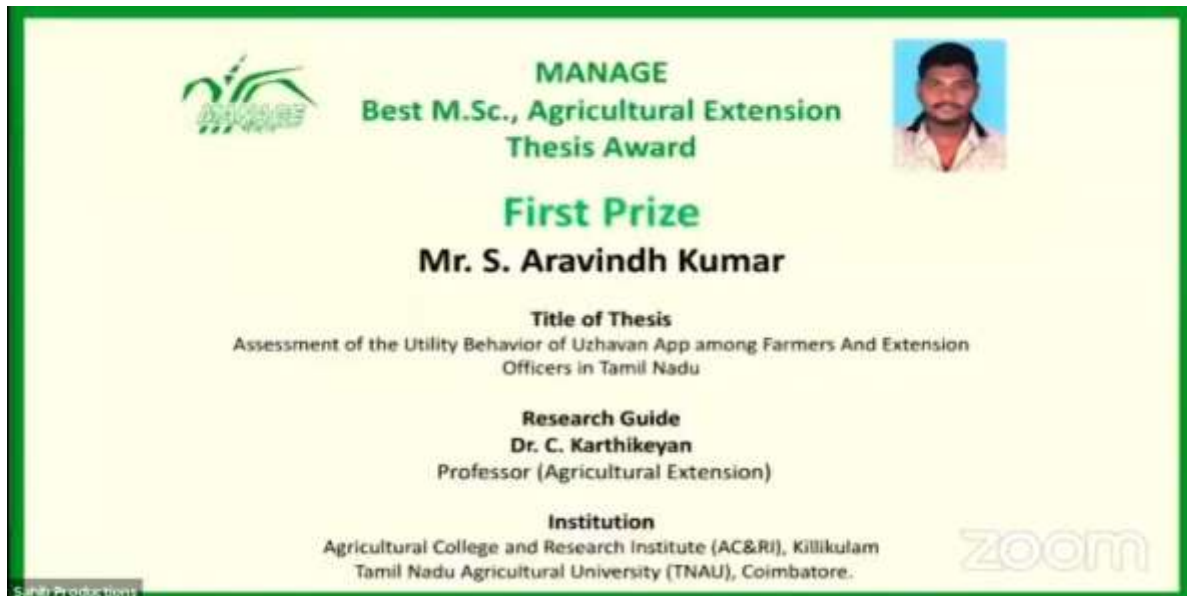 MANAGE
MANAGE
Best M.Sc., Agricultural Extension
Thesis Award
First Prize
Mr. S. Aravindh Kumar
Title of Thesis
Assessment of the Utility Behavior of Uzhavan App among Farmers And Extension
Officers in Tamil Nadu
Research Guide
Dr. C. Karthikeyan
Professor (Agricultural Extension)
Institution
Agricultural College and Research Institute (AC&RI), Killikulam
Tamil Nadu Agricultural University (TNAU), Coimbatore.
zoom
Productions